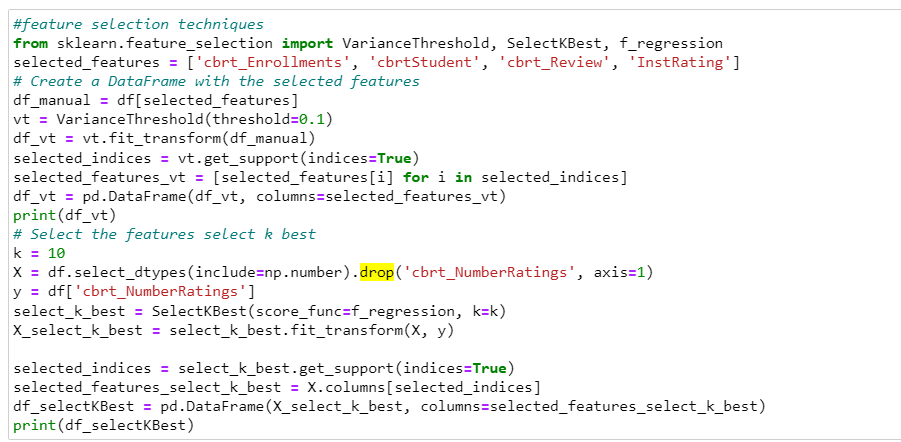 #feature selection techniques
from sklearn.feature_selection import VarianceThreshold, SelectKBest, f_regression
selected_features = ['cbrt_Enrollments', 'cbrtStudent', 'cbrt_Review', 'InstRating']
# Create a DataFrame with the selected features
df_manual = df[selected_features]
vt = VarianceThreshold(threshold=0.1)
df_vt = vt.fit_transform(df_manual)
selected_indices = vt.get_support(indices=True)
selected_features_vt = [selected_features[i] for i in selected_indices]
df_vt = pd.DataFrame(df_vt, columns=selected_features_vt)
print(df_vt)
# Select the features select k best
k = 10
X = df.select_dtypes(include=np.number).drop('cbrt_NumberRatings', axis=1)
y = df['cbrt_NumberRatings']
select_k_best = SelectKBest(score_func=f_regression, k=k)
X_select_k_best = select_k_best.fit_transform(X, y)

selected_indices = select_k_best.get_support(indices=True)
selected_features_select_k_best = X.columns[selected_indices]
df_selectKBest = pd.DataFrame(X_select_k_best, columns=selected_features_select_k_best)
print(df_selectKBest)